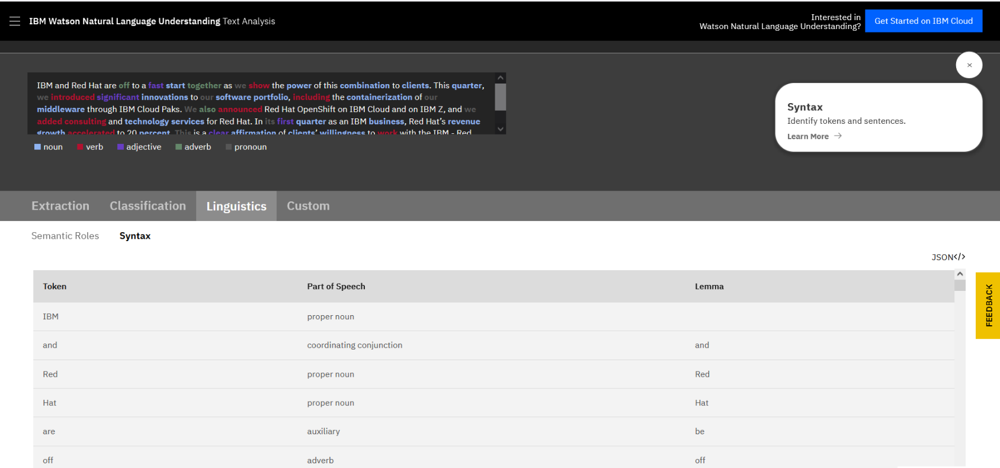 IBM Watson Natural Language Understanding Text Analysis
Interested in
Watson Natural Language Understanding?
Get Started on IBM Cloud
×
IBM and Red Hat are off to a fast start together as we show the power of this combination to clients. This quarter,
we introduced significant innovations to our software portfolio, including the containerization of our
middleware through IBM Cloud Paks. We also announced Red Hat OpenShift on IBM Cloud and on IBM Z, and we
added consulting and technology services for Red Hat. In its first quarter as an IBM business, Red Hat’s revenue
growth accelerated to 20 percent. This is a clear affirmation of clients’ willingness to work with the IBM - Red
noun verb adjective adverb pronoun
Syntax
Identify tokens and sentences.
Learn More →
Extraction Classification Linguistics Custom
Semantic Roles Syntax
JSON</>
Token Part of Speech Lemma
IBM proper noun
and coordinating conjunction and
Red proper noun Red
Hat proper noun Hat
are auxiliary be
off adverb off
FEEDBACK